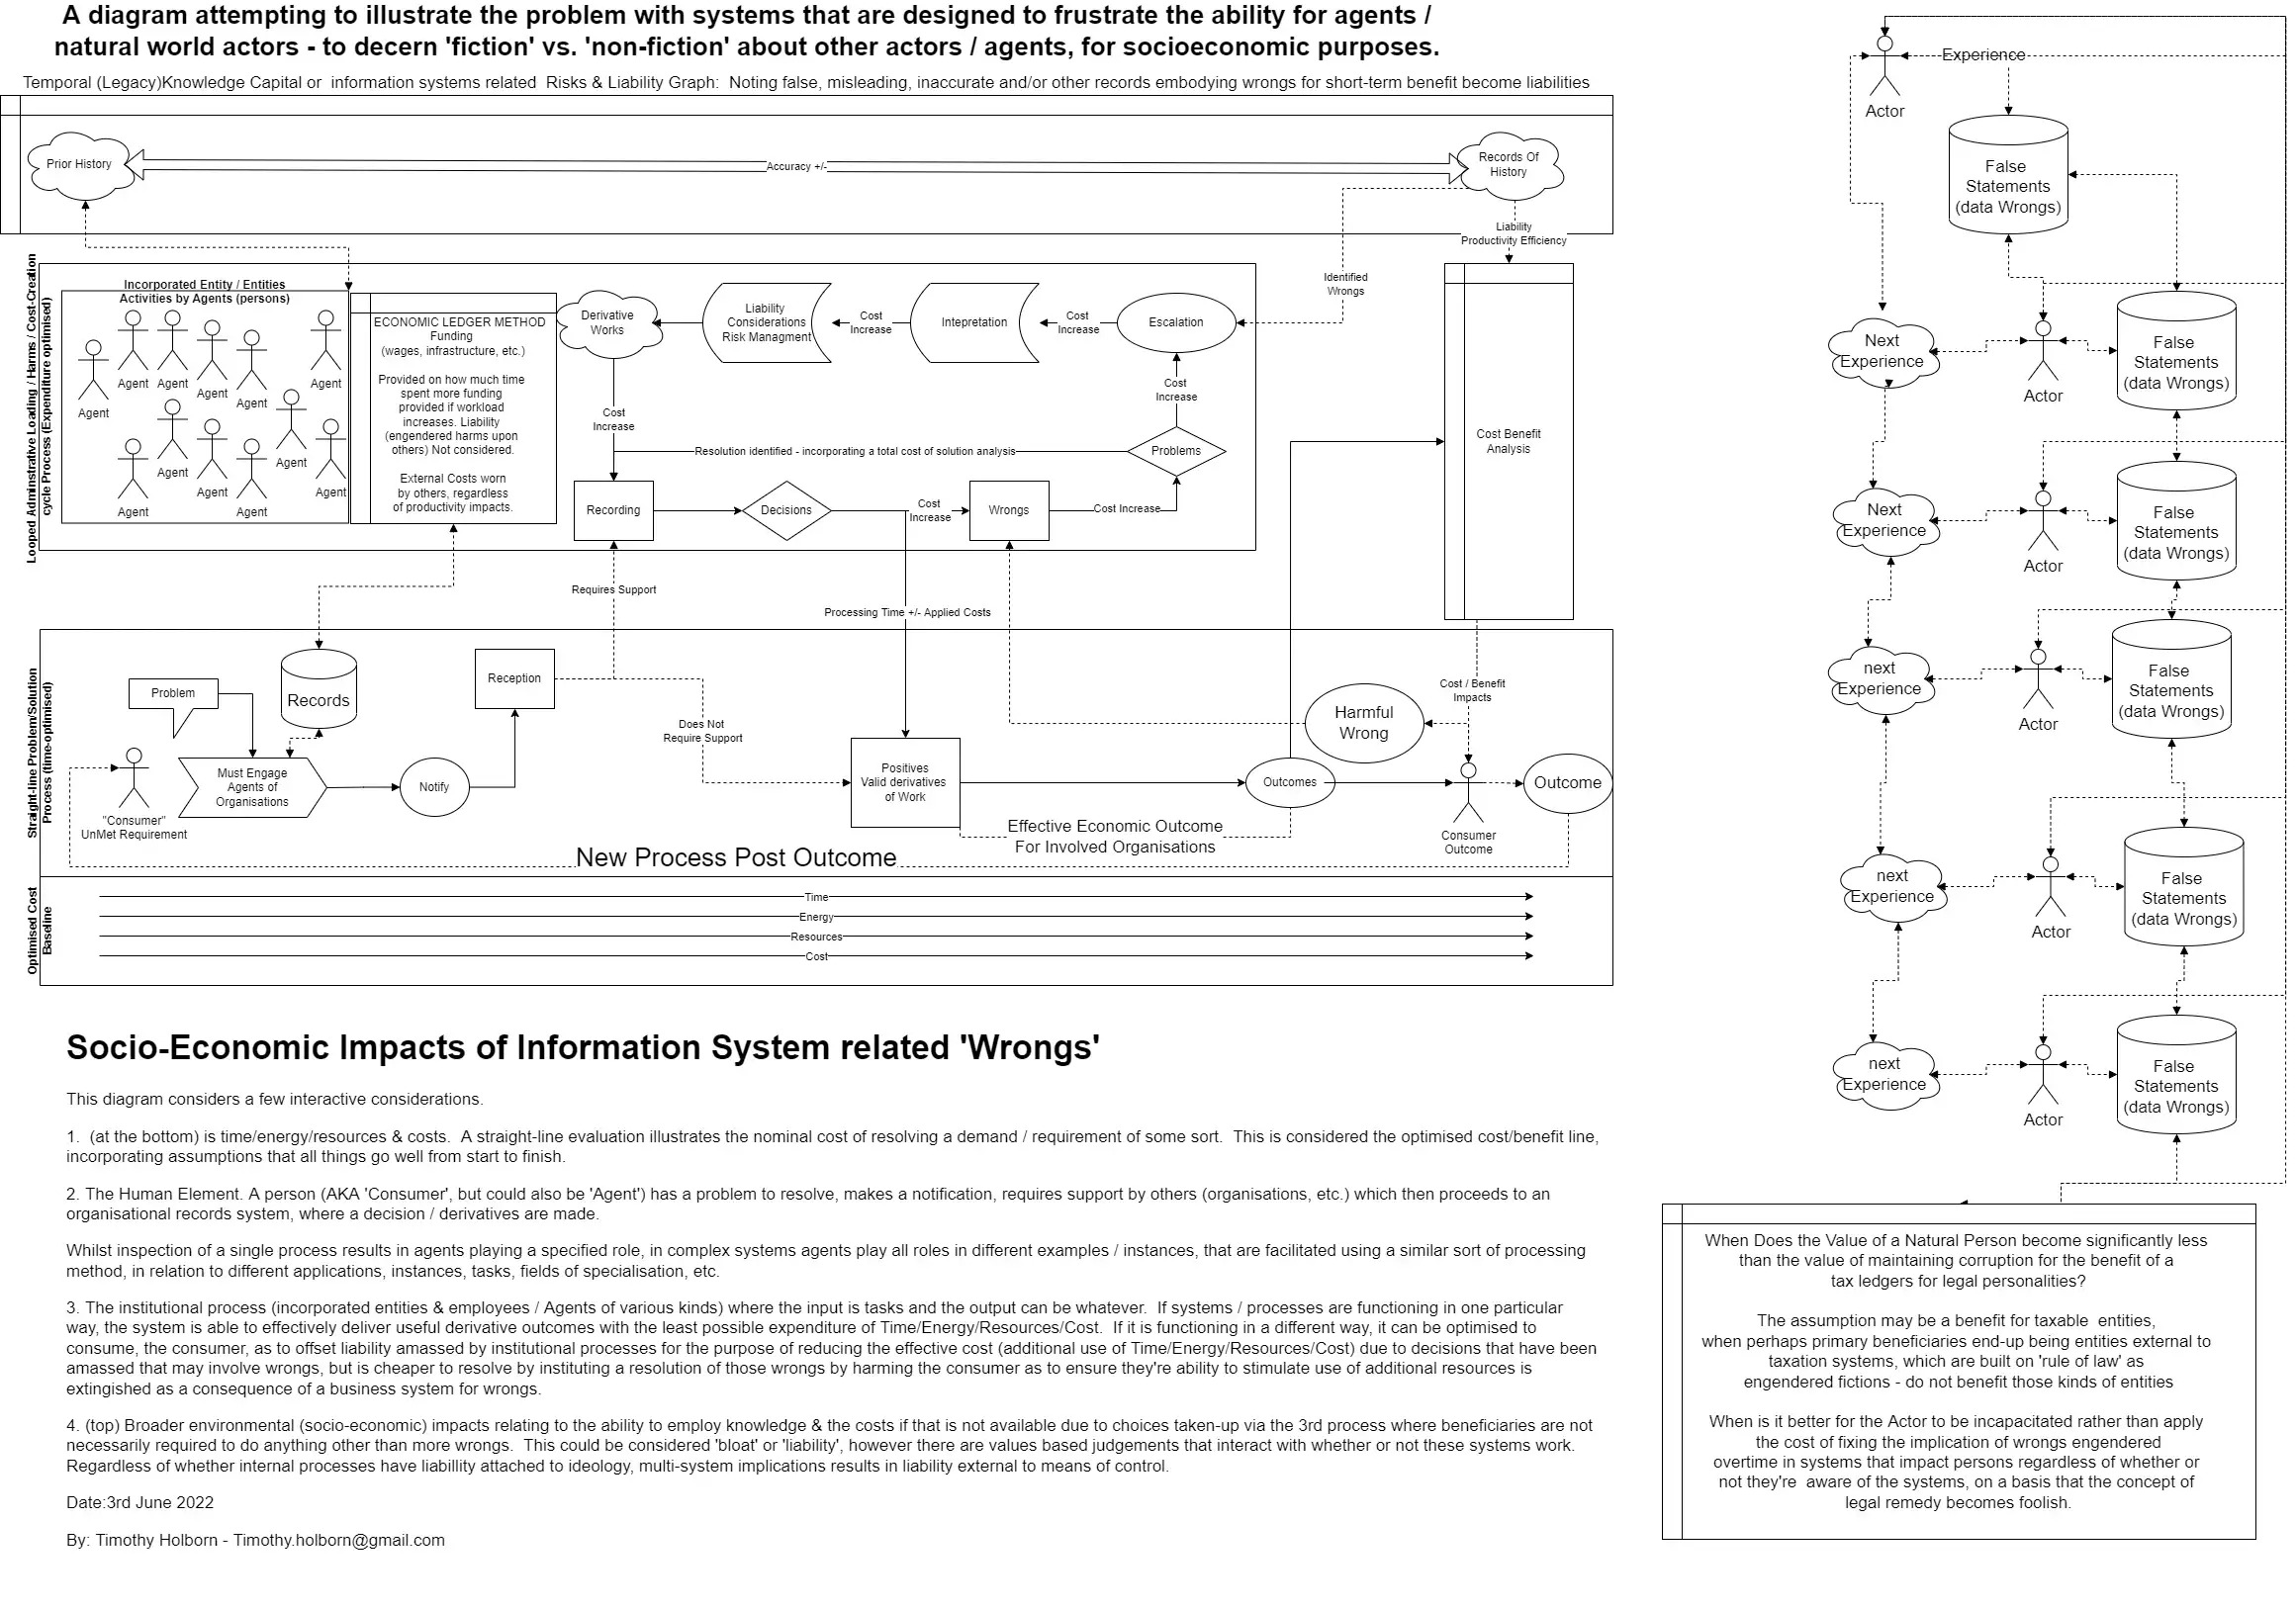 A diagram attempting to illustrate the problem with systems that are designed to frustrate the ability for agents /
natural world actors - to decern 'fiction' vs. 'non-fiction' about other actors / agents, for socioeconomic purposes.
Temporal (Legacy)Knowledge Capital or  information systems related  Risks & Liability Graph:  Noting false, misleading, inaccurate and/or other records embodying wrongs for short-term benefit become liabilities
Prior History
Accuracy +/-
Records Of
History
Liability
Productivity Efficiency
Identified
Wrongs
Looped Adminstrative Loading / Harms / Cost-Creation
cycle Process (Expenditure optimised)
Incorporated Entity / Entities
Activities by Agents (persons)
Agent
Agent
Agent
Agent
Agent
Agent
Agent
Agent
Agent
Agent
Agent
Agent
ECONOMIC LEDGER METHOD
Funding
(wages, infrastructure, etc.)
Provided on how much time
spent more funding
provided if workload
increases. Liability
(engendered harms upon
others) Not considered.
External Costs worn
by others, regardless
of productivity impacts.
Derivative
Works
Liability
Considerations
Risk Managment
Cost
Increase
Intepretation
Cost
Increase
Escalation
Cost
Increase
Cost
Increase
Resolution identified - incorporating a total cost of solution analysis
Problems
Recording
Decisions
Cost
Increase
Wrongs
Cost Increase
Cost Benefit
Analysis
Requires Support
Processing Time +/- Applied Costs
Straight-line Problem/Solution
Process (time-optimised)
Problem
Records
Reception
"Consumer"
UnMet Requirement
Must Engage
Agents of
Organisations
Notify
Does Not
Require Support
Positives
Valid derivatives
of Work
Outcomes
Harmful
Wrong
Cost / Benefit
Impacts
Consumer
Outcome
Outcome
Effective Economic Outcome
For Involved Organisations
New Process Post Outcome
Optimised Cost
Baseline
Time
Energy
Resources
Cost
Socio-Economic Impacts of Information System related 'Wrongs'
This diagram considers a few interactive considerations.
1.  (at the bottom) is time/energy/resources & costs.  A straight-line evaluation illustrates the nominal cost of resolving a demand / requirement of some sort.  This is considered the optimised cost/benefit line,
incorporating assumptions that all things go well from start to finish.
2. The Human Element. A person (AKA 'Consumer', but could also be 'Agent') has a problem to resolve, makes a notification, requires support by others (organisations, etc.) which then proceeds to an
organisational records system, where a decision / derivatives are made.
Whilst inspection of a single process results in agents playing a specified role, in complex systems agents play all roles in different examples / instances, that are facilitated using a similar sort of processing
method, in relation to different applications, instances, tasks, fields of specialisation, etc.
3. The institutional process (incorporated entities & employees / Agents of various kinds) where the input is tasks and the output can be whatever.  If systems / processes are functioning in one particular
way, the system is able to effectively deliver useful derivative outcomes with the least possible expenditure of Time/Energy/Resources/Cost.  If it is functioning in a different way, it can be optimised to
consume, the consumer, as to offset liability amassed by institutional processes for the purpose of reducing the effective cost (additional use of Time/Energy/Resources/Cost) due to decisions that have been
amassed that may involve wrongs, but is cheaper to resolve by instituting a resolution of those wrongs by harming the consumer as to ensure they're ability to stimulate use of additional resources is
extingished as a consequence of a business system for wrongs.
4. (top) Broader environmental (socio-economic) impacts relating to the ability to employ knowledge & the costs if that is not available due to choices taken-up via the 3rd process where beneficiaries are not
necessarily required to do anything other than more wrongs.  This could be considered 'bloat' or 'liability', however there are values based judgements that interact with whether or not these systems work.
Regardless of whether internal processes have liabillity attached to ideology, multi-system implications results in liability external to means of control.
Date:3rd June 2022
By: Timothy Holborn - Timothy.holborn@gmail.com
Experience
Actor
False
Statements
(data Wrongs)
Next
Experience
Actor
False
Statements
(data Wrongs)
Next
Experience
Actor
False
Statements
(data Wrongs)
next
Experience
Actor
False
Statements
(data Wrongs)
next
Experience
Actor
False
Statements
(data Wrongs)
next
Experience
Actor
False
Statements
(data Wrongs)
When Does the Value of a Natural Person become significantly less
than the value of maintaining corruption for the benefit of a
tax ledgers for legal personalities?
The assumption may be a benefit for taxable  entities,
when perhaps primary beneficiaries end-up being entities external to
taxation systems, which are built on 'rule of law' as
engendered fictions - do not benefit those kinds of entities
When is it better for the Actor to be incapacitated rather than apply
the cost of fixing the implication of wrongs engendered
overtime in systems that impact persons regardless of whether or
not they're  aware of the systems, on a basis that the concept of
legal remedy becomes foolish.